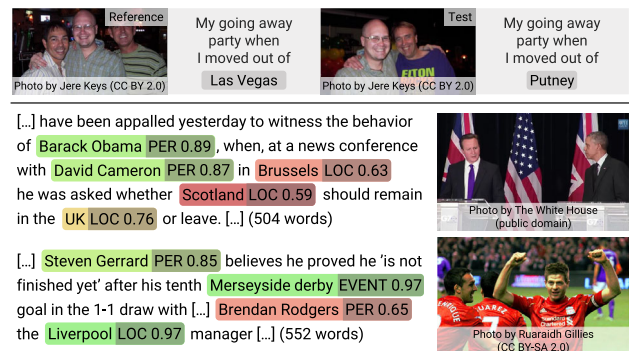 Reference
My going away
party when
I moved out of
Las Vegas
Photo by Jere Keys (CC BY 2.0)
Test
EITON
My going away
party when
I moved out of
Putney
Photo by Jere Keys (CC BY 2.0)
[...] have been appalled yesterday to witness the behavior
of Barack Obama PER 0.89 , when, at a news conference
with David Cameron PER 0.87 in Brussels LOC 0.63
he was asked whether Scotland LOC 0.59 should remain
in the UK LOC 0.76 or leave. [...] (504 words)
Photo by The White House
(public domain)
[...] Steven Gerrard PER 0.85 believes he proved he 'is not
finished yet' after his tenth Merseyside derby EVENT 0.97
goal in the 1-1 draw with [...] Brendan Rodgers PER 0.65
the Liverpool LOC 0.97 manager [...] (552 words)
ENRIQUE
SUAREZ
7
Photo by Ruaraidh Gillies
(CC BY-SA 2.0)